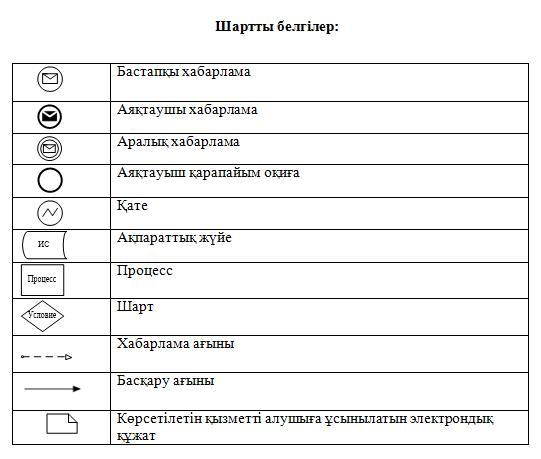 Шартты белгілер:
Бастапқы хабарлама
Аяқтаушы хабарлама
Аралық хабарлама
Аяқтауыш қарапайым оқиға
Қате
ИС
Ақпараттық жүйе
Процесс
Процесс
Условие
Шарт
Хабарлама ағыны
Басқару ағыны
Көрсетілетін қызметті алушыға ұсынылатын электрондық
құжат